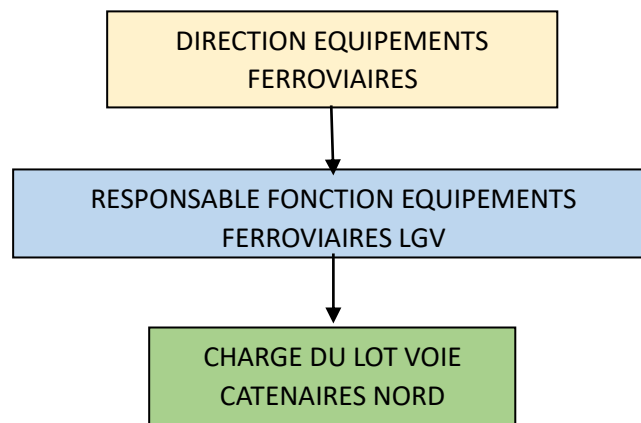 DIRECTION EQUIPEMENTS
FERROVIAIRES
RESPONSABLE FONCTION EQUIPEMENTS
FERROVIAIRES LGV
CHARGE DU LOT VOIE
CATENAIRES NORD